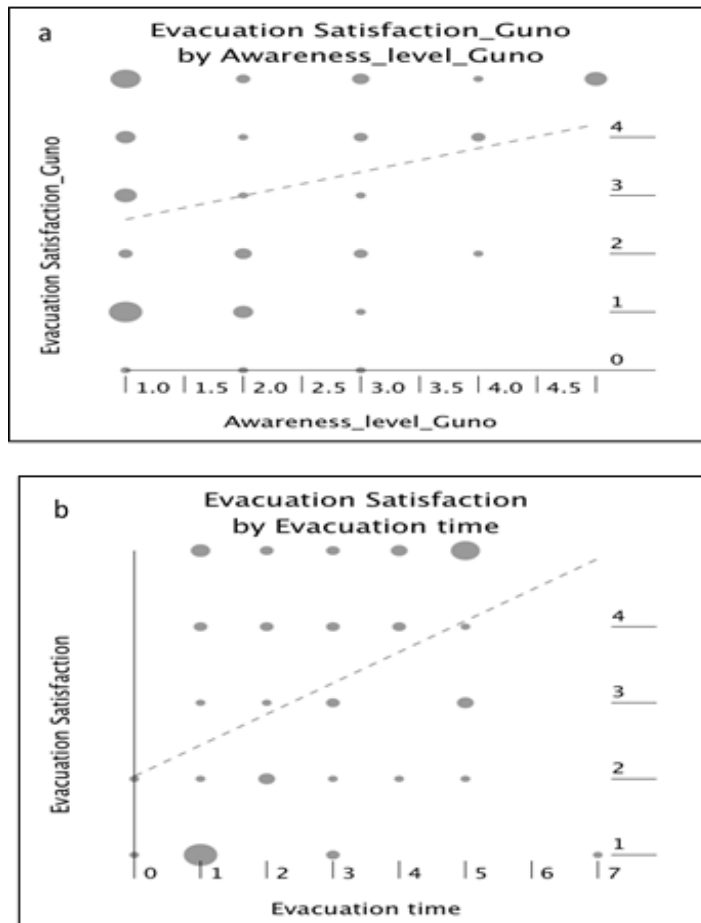 a
Evacuation Satisfaction_Guno
by Awareness_level_Guno
Evacuation Satisfaction_Guno
4
3
2
1
0
1.0 1.5 2.0 2.5 3.0 3.5 4.0 4.5
Awareness_level_Guno
b
Evacuation Satisfaction
by Evacuation time
Evacuation Satisfaction
4
3
2
1
0 1 2 3 4 5 6 7
Evacuation time